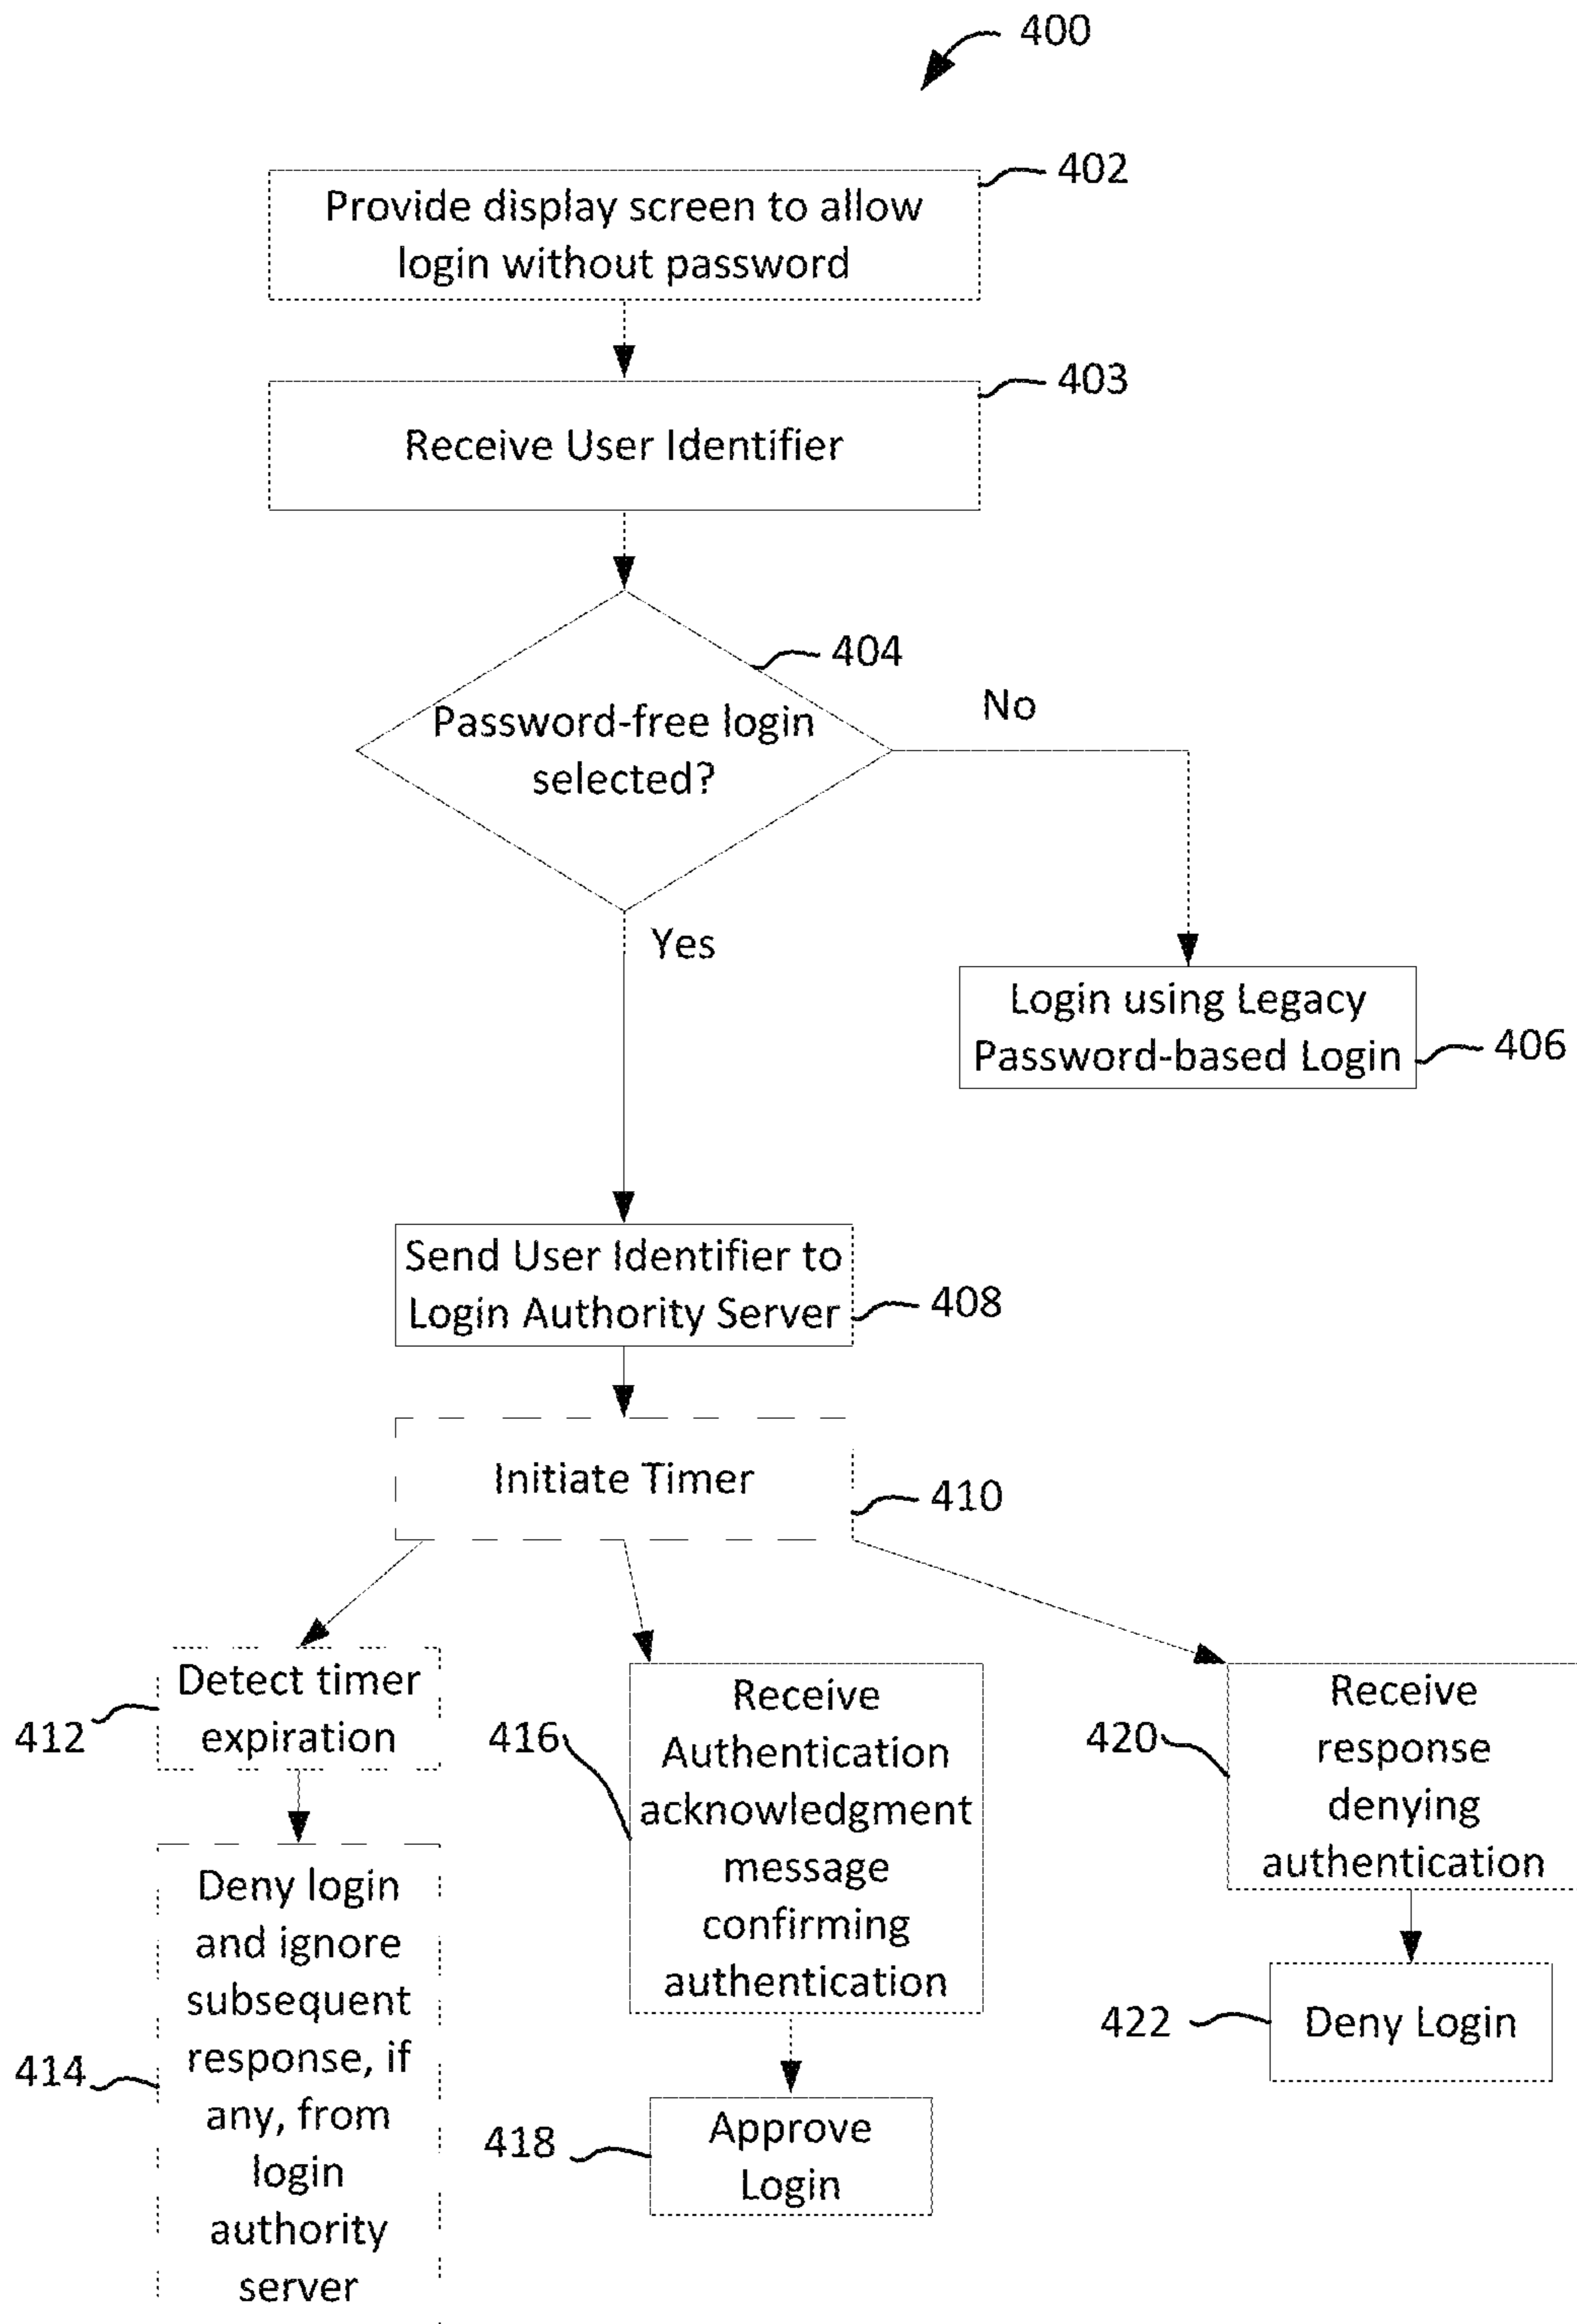 400
402
Provide display screen to allow
login without password
403
Receive User Identifier
404
Password-free login
selected?
No
Yes
Login using Legacy
Password-based Login
406
Send User Identifier to
Login Authority Server
408
Initiate Timer
410
Detect timer
expiration
412
Deny login
and ignore
subsequent
response, if
any, from
login
authority
server
414
Receive
Authentication
acknowledgment
message
confirming
authentication
416
Approve
Login
418
Receive
response
denying
authentication
420
Deny Login
422